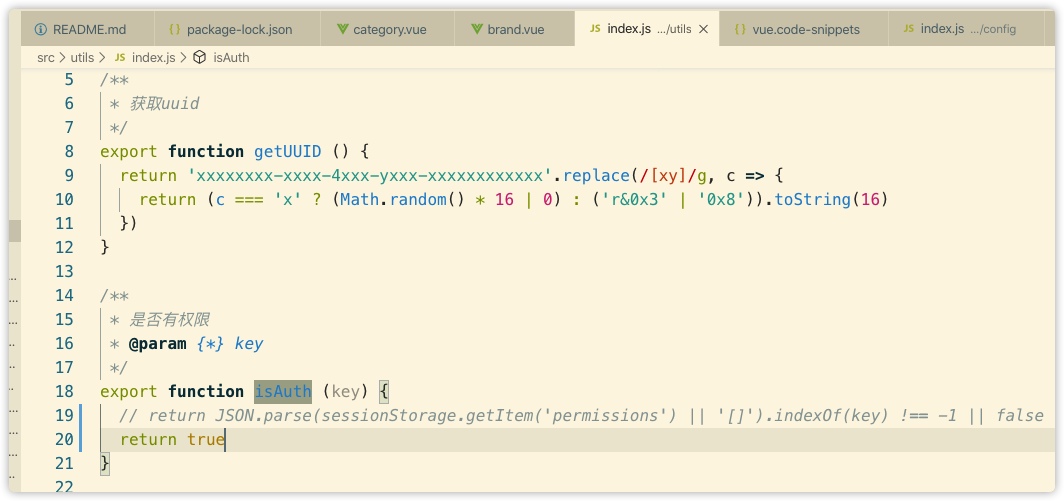 README.md {} package-lock.json category.vue brand.vue JS index.js .../utils {} vue.code-snippets JS index.js .../config
src > utils > JS index.js > isAuth
5 /**
6 * 获取uuid
7 */
8 export function getUUID () {
9 return 'xxxxxxxx-xxxx-4xxx-yxxx-xxxxxxxxxxxx'.replace(/[xy]/g, c => {
10 return (c === 'x' ? (Math.random() * 16 | 0) : ('r&0x3' | '0x8')).toString(16)
11 })
12 }
13
14 /**
15 * 是否有权限
16 * @param {*} key
17 */
18 export function isAuth (key) {
19 // return JSON.parse(sessionStorage.getItem('permissions') || '[]').indexOf(key) !== -1 || false
20 return true
21 }
22